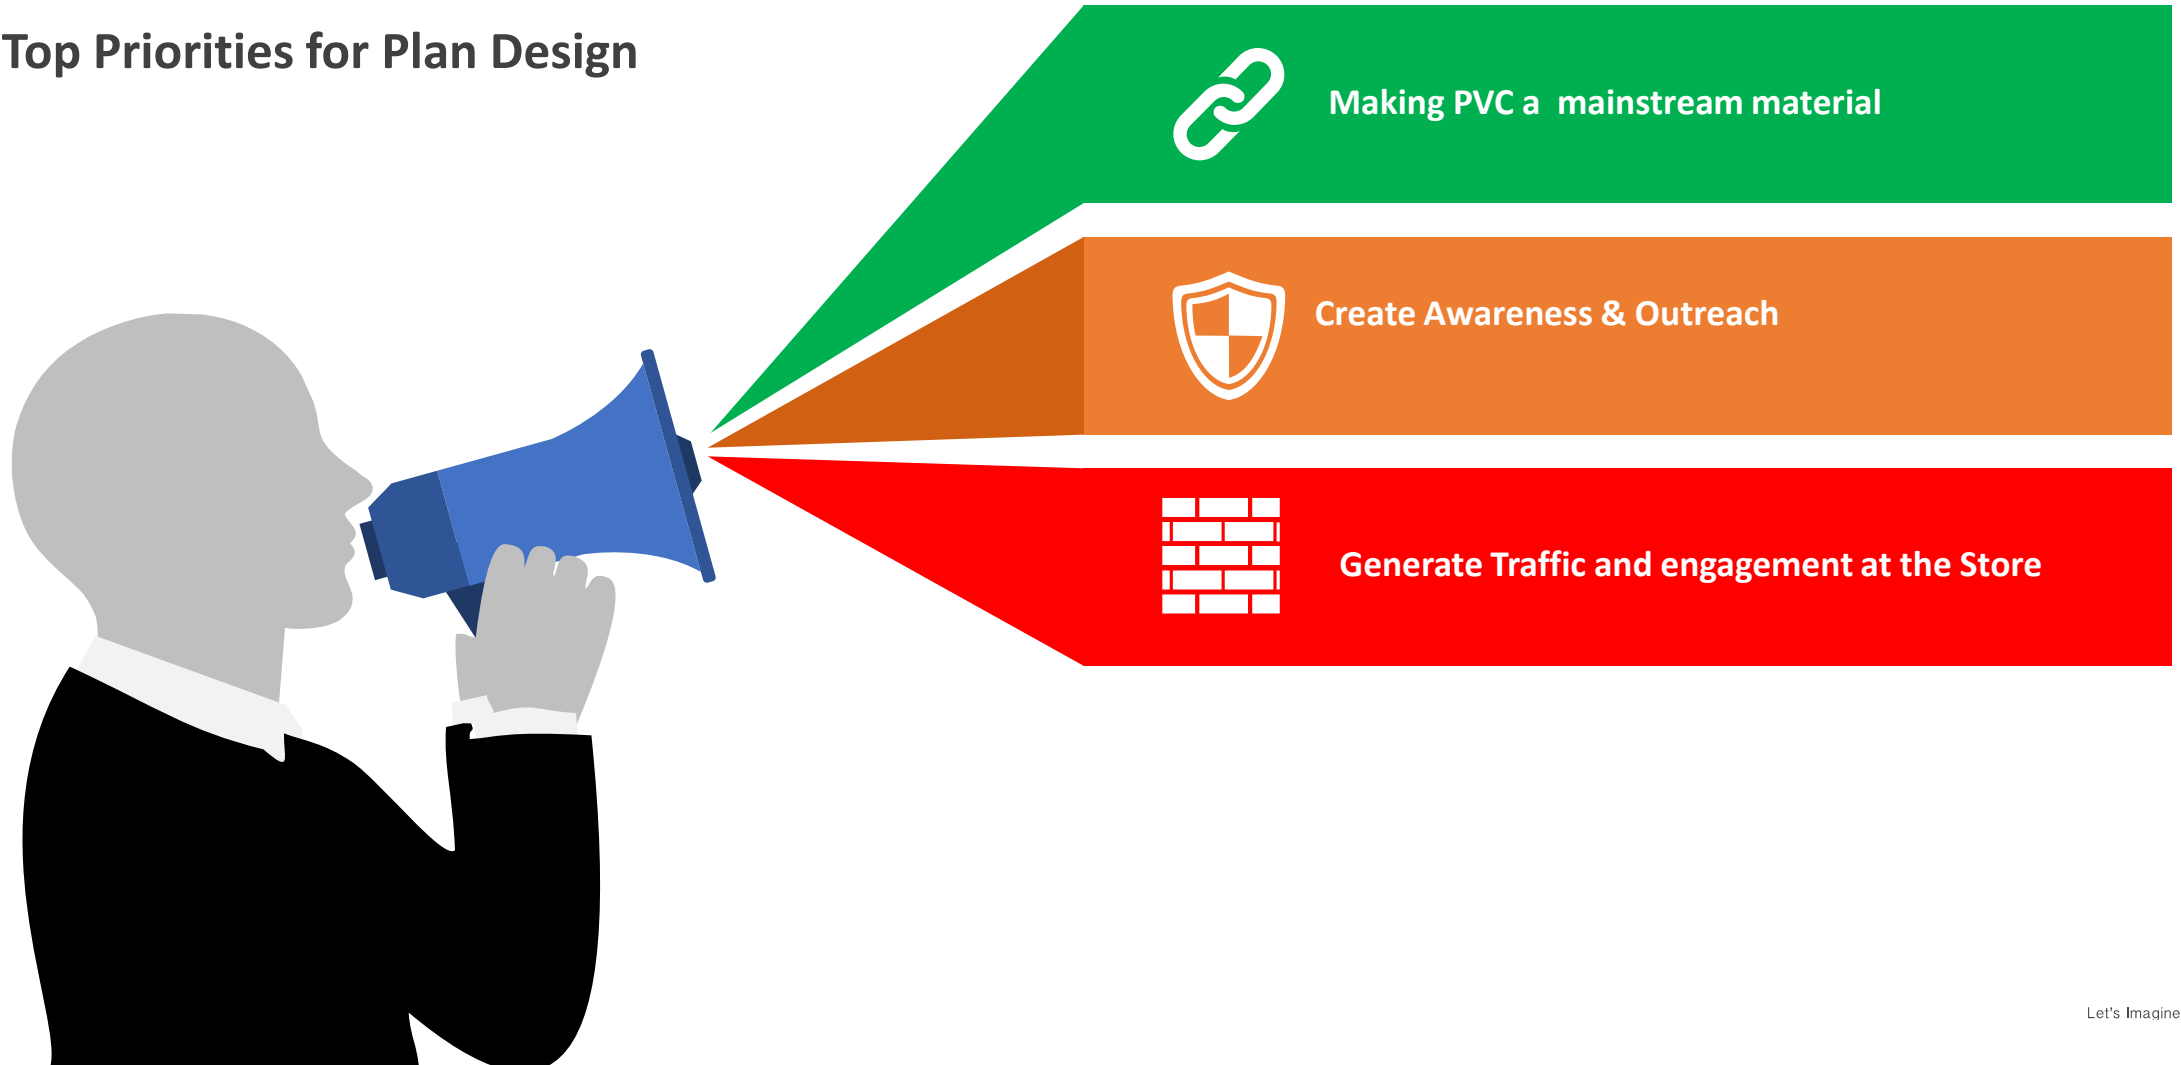 Top Priorities for Plan Design
Making PVC a  mainstream material
Create Awareness & Outreach
Generate Traffic and engagement at the Store
Let's Imagine